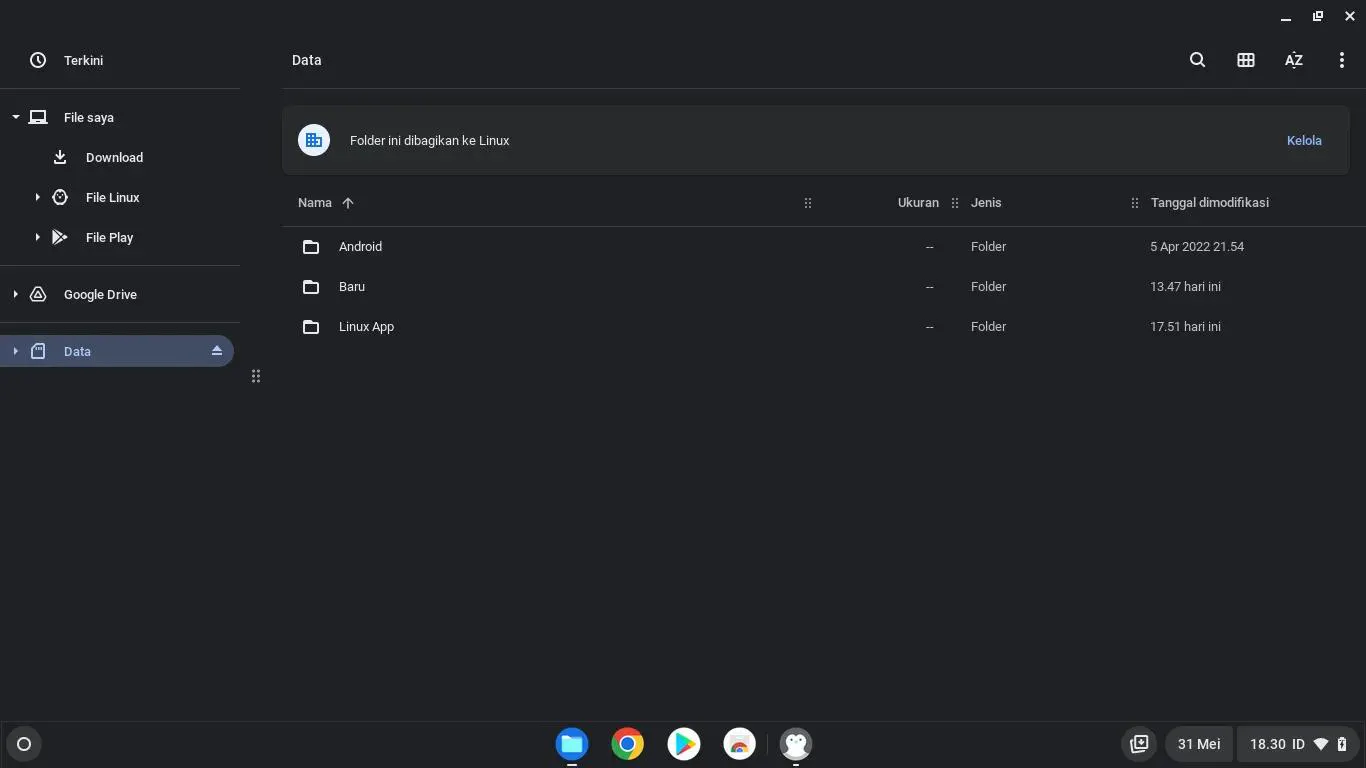 Terkini
File saya
Download
File Linux
File Play
Google Drive
Data
Data
AZ
Folder ini dibagikan ke Linux Kelola
Nama Ukuran Jenis Tanggal dimodifikasi
Android -- Folder 5 Apr 2022 21.54
Baru -- Folder 13.47 hari ini
Linux App -- Folder 17.51 hari ini
31 Mei 18.30 ID